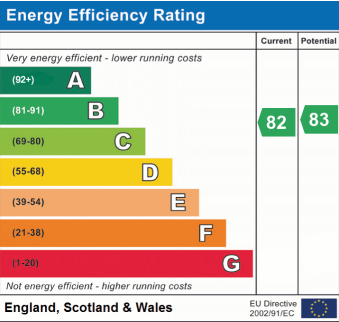 Energy Efficiency Rating
Current Potential
Very energy efficient - lower running costs
(92+) A
(81-91) B
82 83
(69-80) C
(55-68) D
(39-54) E
(21-38) F
(1-20) G
Not energy efficient - higher running costs
England, Scotland & Wales
EU Directive
2002/91/EC